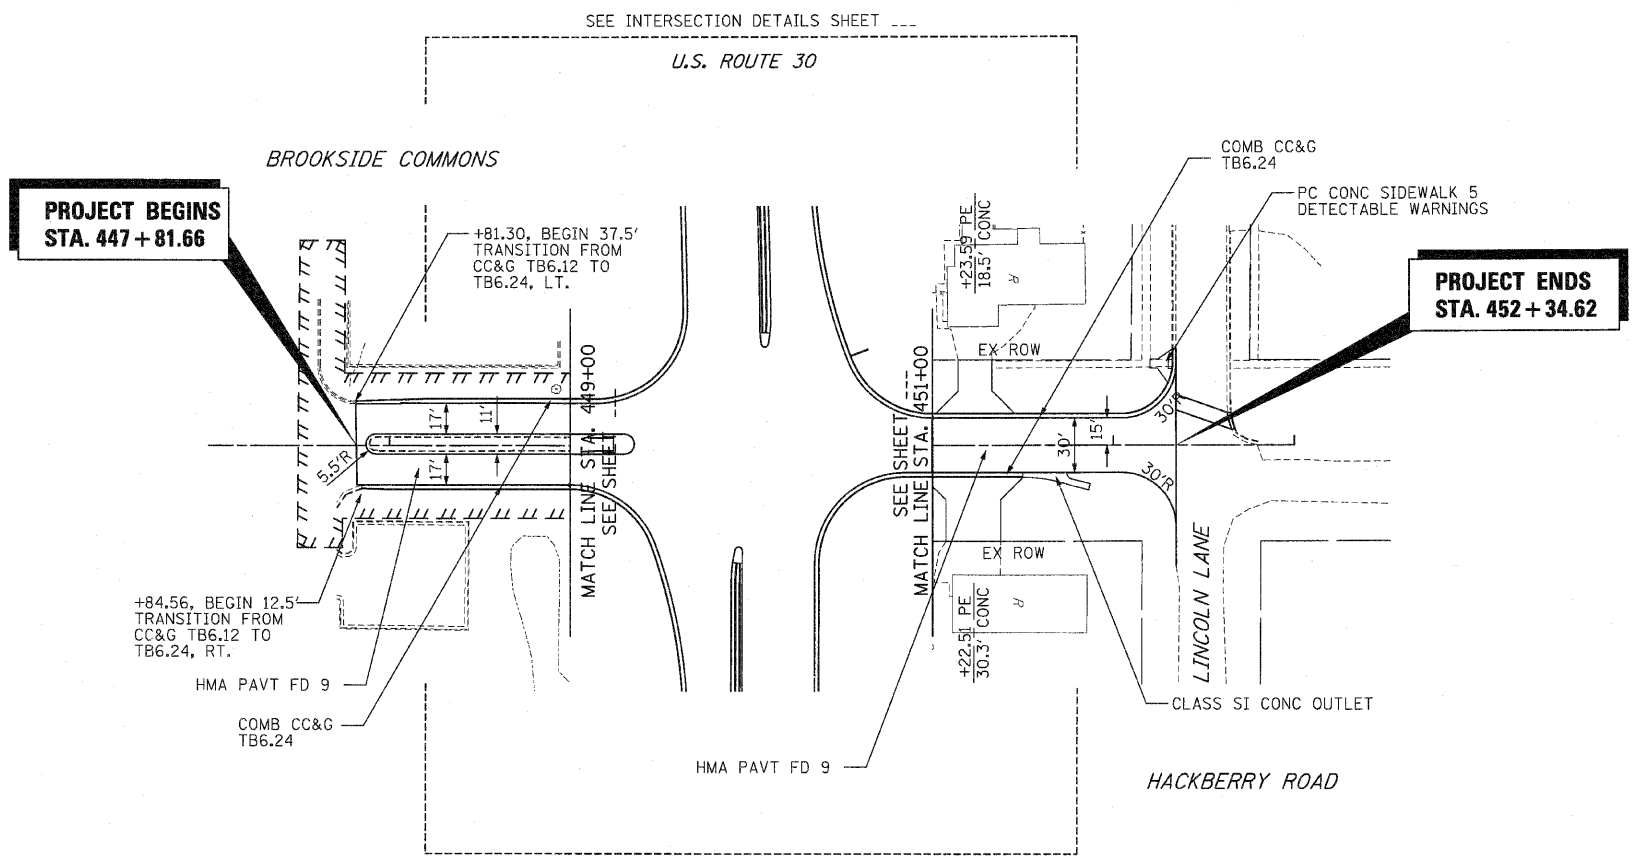 SEE INTERSECTION DETAILS SHEET ___
U.S. ROUTE 30
BROOKSIDE COMMONS
PROJECT BEGINS
STA. 447+81.66
+81.30, BEGIN 37.5'
TRANSITION FROM
CC&G TB6.12 TO
TB6.24, LT.
COMB CC&G
TB6.24
PC CONC SIDEWALK 5
DETECTABLE WARNINGS
PROJECT ENDS
STA. 452+34.62
+23.59 PE
18.5' CONC
R
EX ROW
MATCH LINE STA. 449+00
SEE SHEET ____
SEE SHEET ____
MATCH LINE STA. 451+00
17'
11'
17'
5.5'R
30'
15'
30'R
30'R
EX ROW
+22.51 PE
30.3' CONC
R
LINCOLN LANE
+84.56, BEGIN 12.5'
TRANSITION FROM
CC&G TB6.12 TO
TB6.24, RT.
HMA PAVT FD 9
COMB CC&G
TB6.24
CLASS SI CONC OUTLET
HMA PAVT FD 9
HACKBERRY ROAD